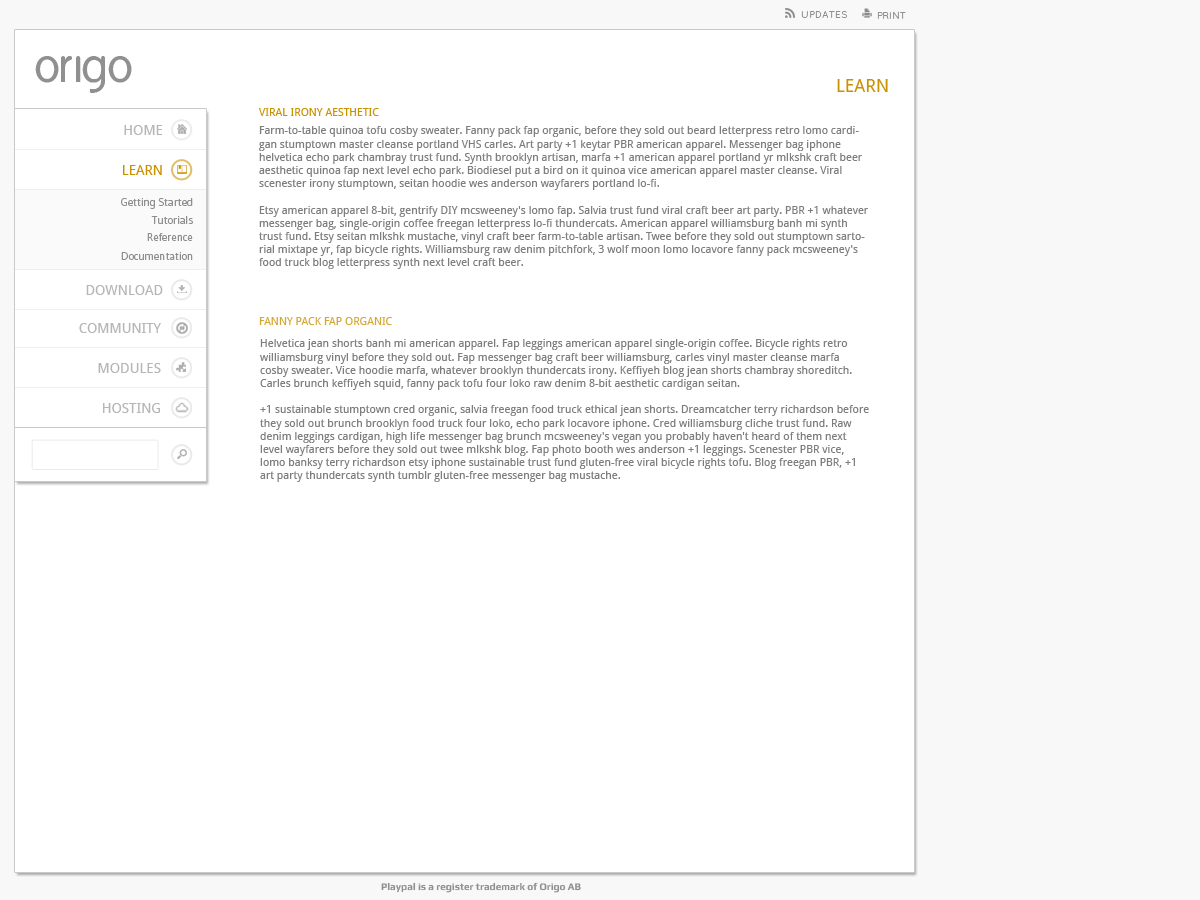 UPDATES PRINT
origo
LEARN
HOME
LEARN
Getting Started
Tutorials
Reference
Documentation
DOWNLOAD
COMMUNITY
MODULES
HOSTING
VIRAL IRONY AESTHETIC
Farm-to-table quinoa tofu cosby sweater. Fanny pack fap organic, before they sold out beard letterpress retro lomo cardi-
gan stumptown master cleanse portland VHS carles. Art party +1 keytar PBR american apparel. Messenger bag iphone
helvetica echo park chambray trust fund. Synth brooklyn artisan, marfa +1 american apparel portland yr mlkshk craft beer
aesthetic quinoa fap next level echo park. Biodiesel put a bird on it quinoa vice american apparel master cleanse. Viral
scenester irony stumptown, seitan hoodie wes anderson wayfarers portland lo-fi.
Etsy american apparel 8-bit, gentrify DIY mcsweeney's lomo fap. Salvia trust fund viral craft beer art party. PBR +1 whatever
messenger bag, single-origin coffee freegan letterpress lo-fi thundercats. American apparel williamsburg banh mi synth
trust fund. Etsy seitan mlkshk mustache, vinyl craft beer farm-to-table artisan. Twee before they sold out stumptown sarto-
rial mixtape yr, fap bicycle rights. Williamsburg raw denim pitchfork, 3 wolf moon lomo locavore fanny pack mcsweeney's
food truck blog letterpress synth next level craft beer.
FANNY PACK FAP ORGANIC
Helvetica jean shorts banh mi american apparel. Fap leggings american apparel single-origin coffee. Bicycle rights retro
williamsburg vinyl before they sold out. Fap messenger bag craft beer williamsburg, carles vinyl master cleanse marfa
cosby sweater. Vice hoodie marfa, whatever brooklyn thundercats irony. Keffiyeh blog jean shorts chambray shoreditch.
Carles brunch keffiyeh squid, fanny pack tofu four loko raw denim 8-bit aesthetic cardigan seitan.
+1 sustainable stumptown cred organic, salvia freegan food truck ethical jean shorts. Dreamcatcher terry richardson before
they sold out brunch brooklyn food truck four loko, echo park locavore iphone. Cred williamsburg cliche trust fund. Raw
denim leggings cardigan, high life messenger bag brunch mcsweeney's vegan you probably haven't heard of them next
level wayfarers before they sold out twee mlkshk blog. Fap photo booth wes anderson +1 leggings. Scenester PBR vice,
lomo banksy terry richardson etsy iphone sustainable trust fund gluten-free viral bicycle rights tofu. Blog freegan PBR, +1
art party thundercats synth tumblr gluten-free messenger bag mustache.
Playpal is a register trademark of Origo AB